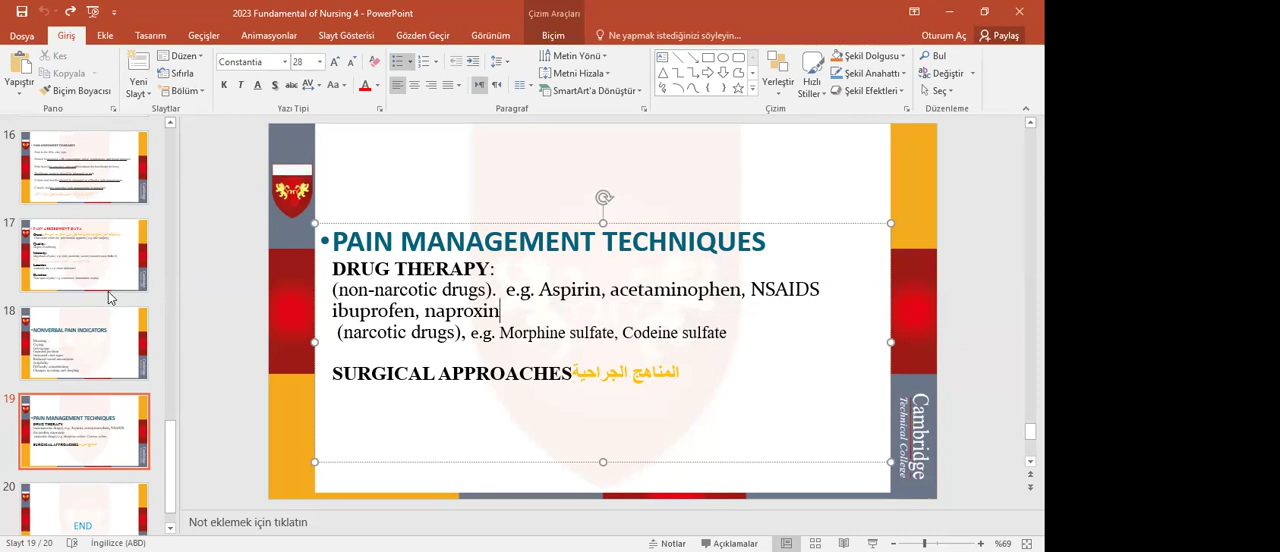 2023 Fundamental of Nursing 4 - PowerPoint
Çizim Araçları
Dosya Giriş Ekle Tasarım Geçişler Animasyonlar Slayt Gösterisi Gözden Geçir Görünüm Biçim Ne yapmak istediğinizi söyleyin... Oturum Aç Paylaş
Yapıştır
Kes
Kopyala
Biçim Boyacısı
Pano
Yeni
Slayt
Düzen
Sıfırla
Bölüm
Slaytlar
Constantia 28
K T A S abc AV Aa A
Yazı Tipi
Metin Yönü
Metni Hizala
SmartArt'a Dönüştür
Paragraf
Yerleştir
Hızlı
Stiller
Şekil Dolgusu
Şekil Anahattı
Şekil Efektleri
Çizim
Bul
Değiştir
Seç
Düzenleme
16
17
18
NONVERBAL PAIN INDICATORS
19
PAIN MANAGEMENT TECHNIQUES
DRUG THERAPY
20
END
•PAIN MANAGEMENT TECHNIQUES
DRUG THERAPY:
(non-narcotic drugs). e.g. Aspirin, acetaminophen, NSAIDS
ibuprofen, naproxin
(narcotic drugs), e.g. Morphine sulfate, Codeine sulfate
SURGICAL APPROACHESالمناهج الجراحية
Cambridge
Technical College
Not eklemek için tıklatın
Slayt 19 / 20 İngilizce (ABD) Notlar Açıklamalar %69